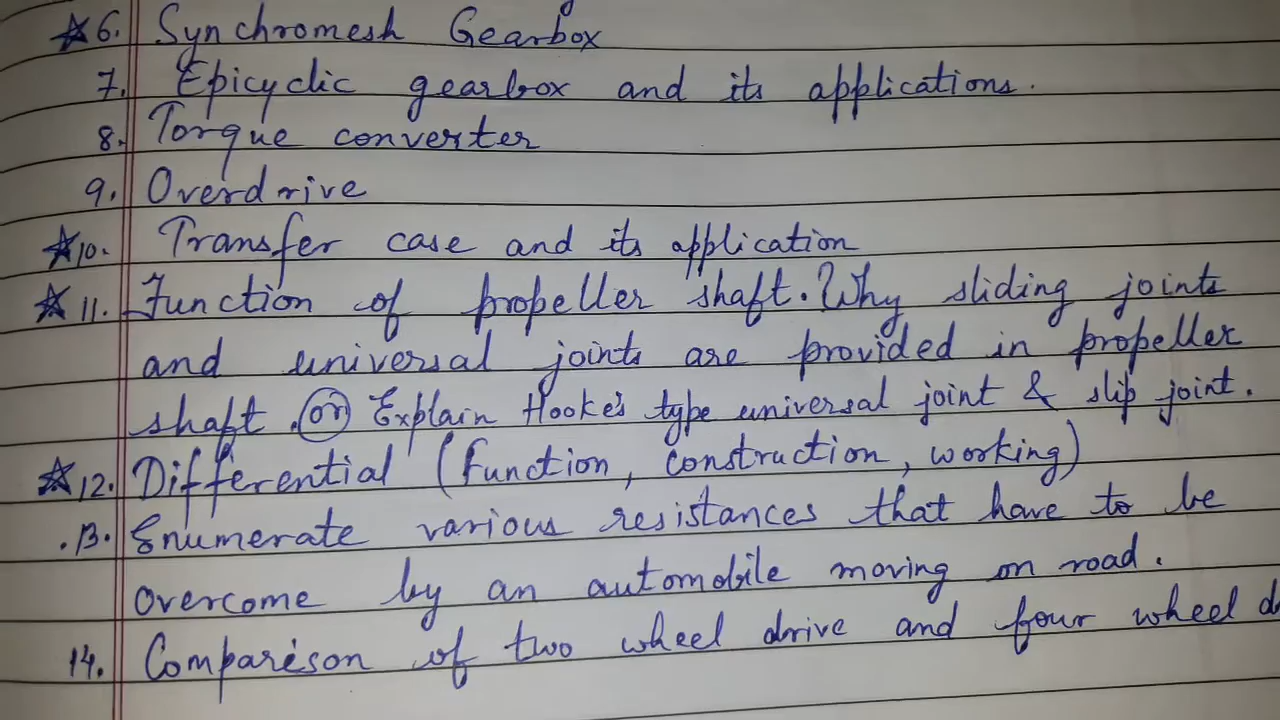 ☆6. Synchromesh Gearbox
7. Epicyclic gearbox and its applications.
8. Torque converter
9. Overdrive
☆10. Transfer case and its application
☆11. Function of propeller shaft. Why sliding joints
and universal joints are provided in propeller
shaft. or Explain Hooke's type universal joint & slip joint.
☆12. Differential (function, construction, working)
13. Enumerate various resistances that have to be
overcome by an automobile moving on road.
14. Comparison of two wheel drive and four wheel d